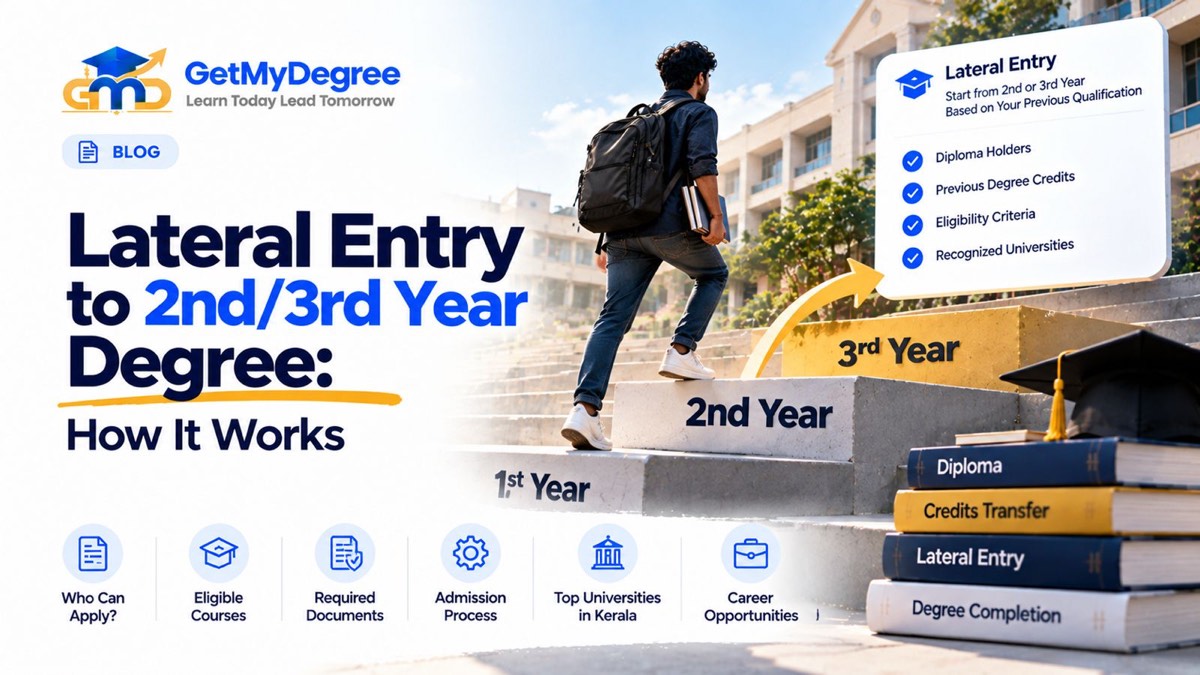 GetMyDegree
Learn Today Lead Tomorrow
BLOG
Lateral Entry
to 2nd/3rd Year
Degree:
How It Works
Who Can
Apply?
Eligible
Courses
Required
Documents
Admission
Process
Top Universities
in Kerala
Career
Opportunities
Lateral Entry
Start from 2nd or 3rd Year
Based on Your Previous Qualification
Diploma Holders
Previous Degree Credits
Eligibility Criteria
Recognized Universities
3rd Year
2nd Year
1st Year
Diploma
Credits Transfer
Lateral Entry
Degree Completion